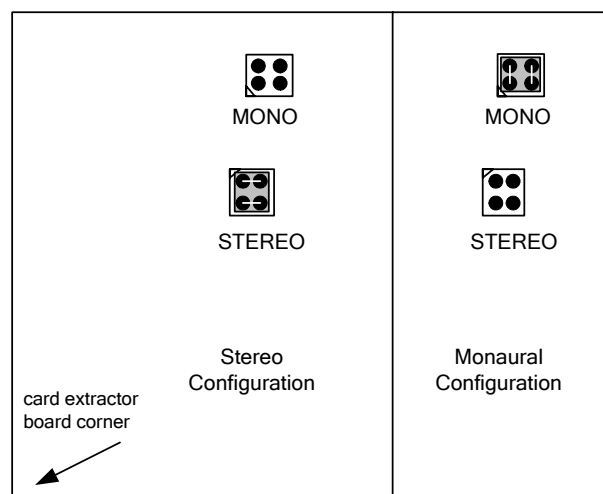 MONO
STEREO
Stereo
Configuration
card extractor
board corner
MONO
STEREO
Monaural
Configuration